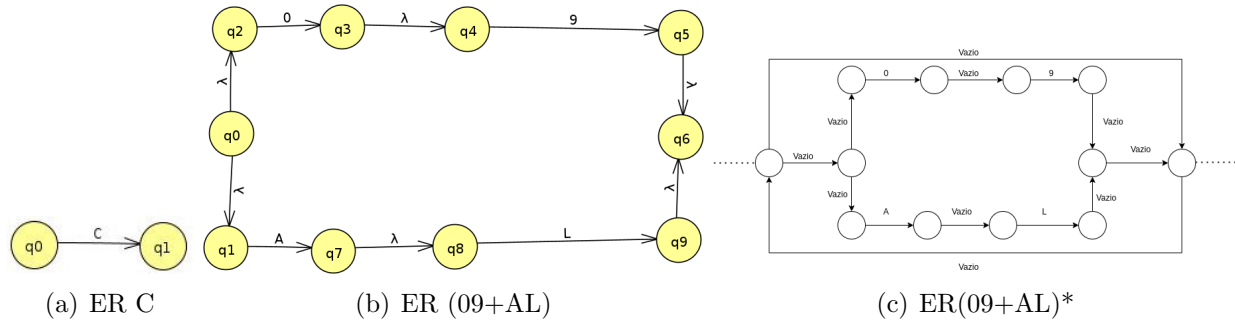 q2 0 q3 λ q4 9 q5
λ
λ
q0
q6
λ
λ
q0 C q1
q1 A q7 λ q8 L q9
Vazio
0 Vazio 9
Vazio Vazio
Vazio Vazio
Vazio Vazio
A Vazio L
Vazio
(a) ER C
(b) ER (09+AL)
(c) ER(09+AL)*